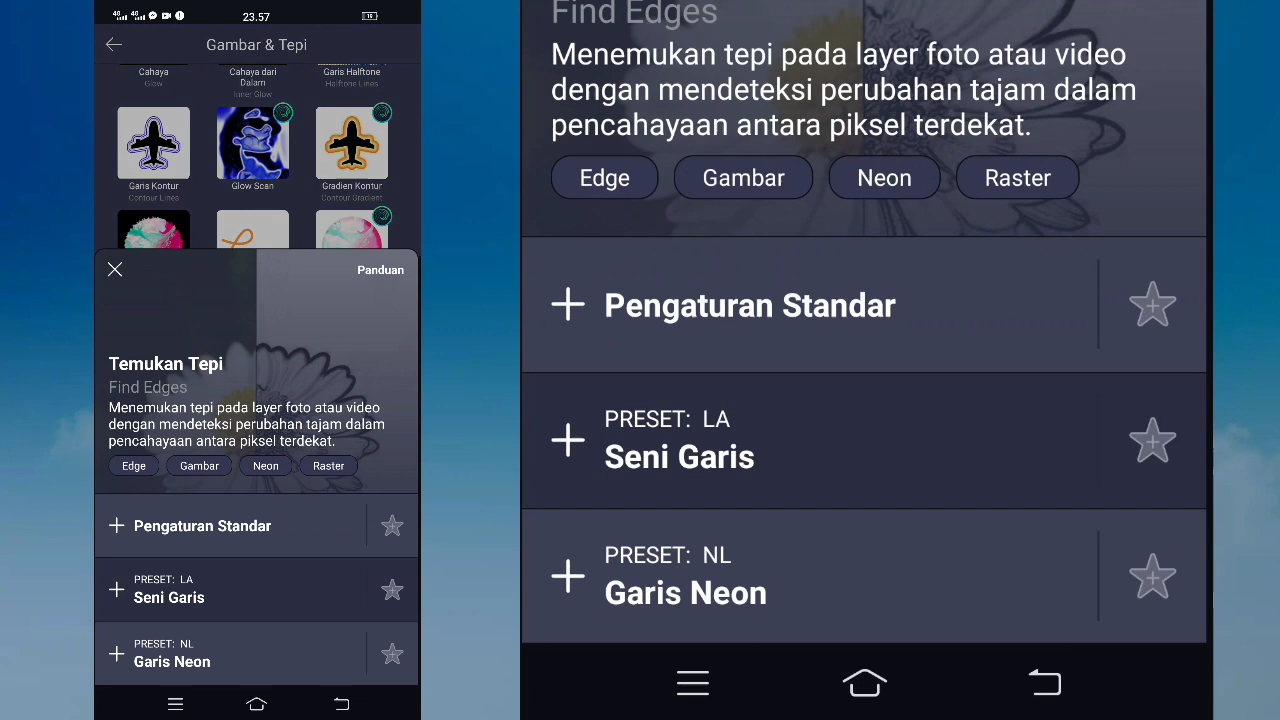 4G 4G
23.57
19
Gambar & Tepi
Cahaya
Glow
Cahaya dari
Dalam
Inner Glow
Garis Halftone
Halftone Lines
Garis Kontur
Contour Lines
Glow Scan
Gradien Kontur
Contour Gradient
Panduan
Temukan Tepi
Find Edges
Menemukan tepi pada layer foto atau video
dengan mendeteksi perubahan tajam dalam
pencahayaan antara piksel terdekat.
Edge
Gambar
Neon
Raster
Pengaturan Standar
PRESET: LA
Seni Garis
PRESET: NL
Garis Neon
Find Edges
Menemukan tepi pada layer foto atau video
dengan mendeteksi perubahan tajam dalam
pencahayaan antara piksel terdekat.
Edge
Gambar
Neon
Raster
Pengaturan Standar
PRESET: LA
Seni Garis
PRESET: NL
Garis Neon